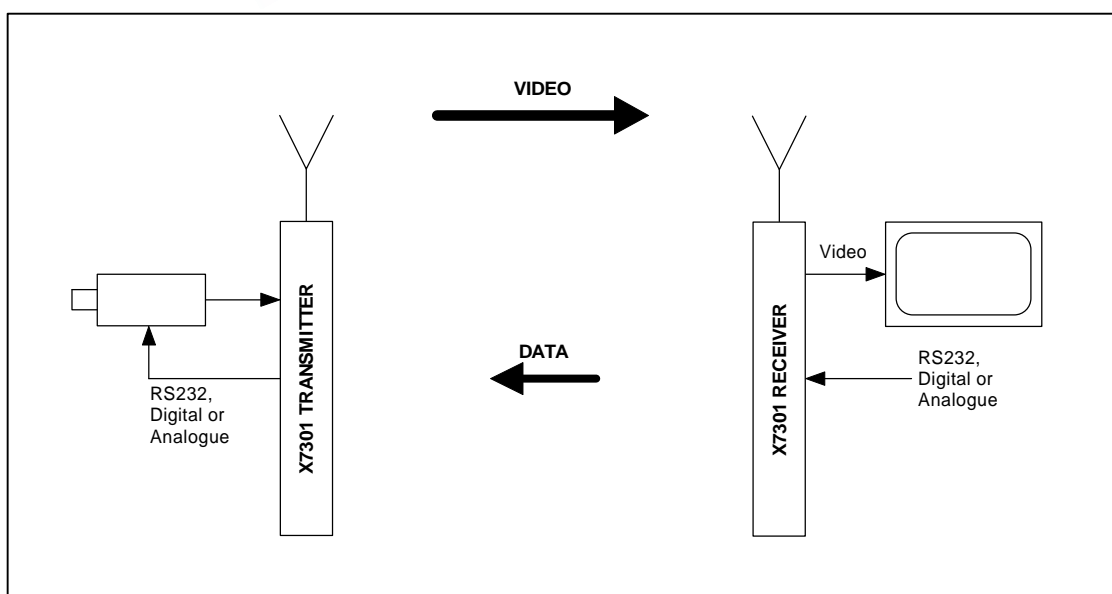 VIDEO
X7301 TRANSMITTER
RS232,
Digital or
Analogue
DATA
X7301 RECEIVER
Video
RS232,
Digital or
Analogue